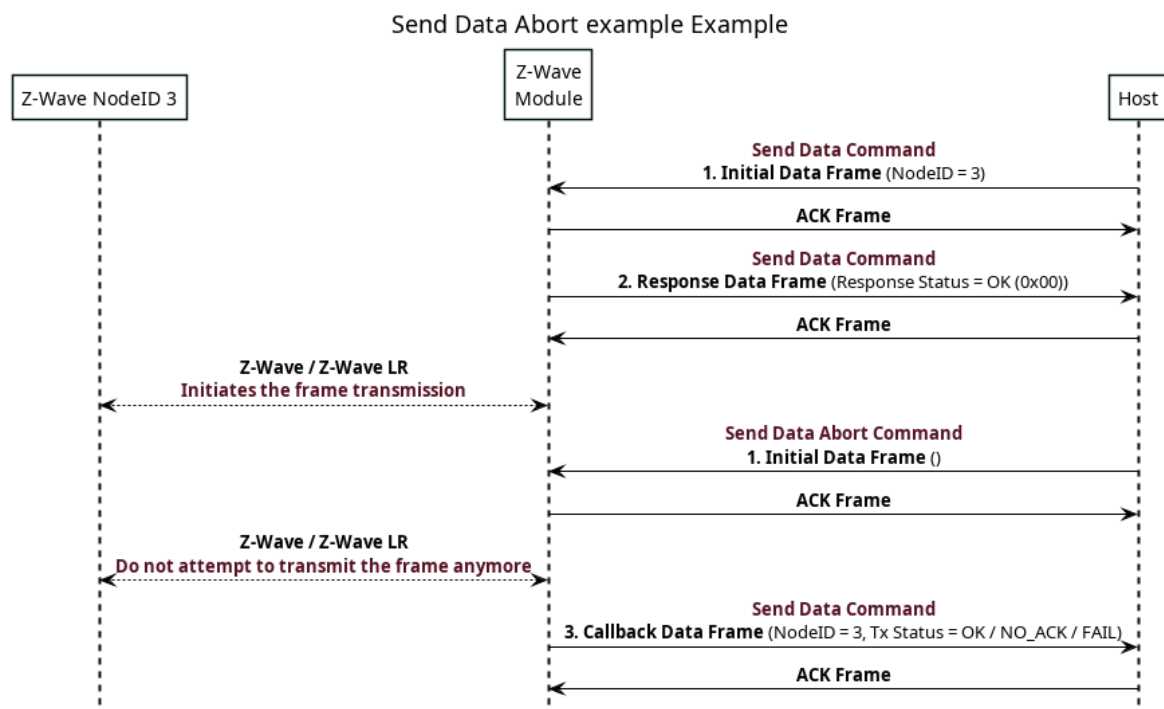 Send Data Abort example Example
Z-Wave NodeID 3
Z-Wave
Module
Host
Send Data Command
1. Initial Data Frame (NodeID = 3)
ACK Frame
Send Data Command
2. Response Data Frame (Response Status = OK (0x00))
ACK Frame
Z-Wave / Z-Wave LR
Initiates the frame transmission
Send Data Abort Command
1. Initial Data Frame ()
ACK Frame
Z-Wave / Z-Wave LR
Do not attempt to transmit the frame anymore
Send Data Command
3. Callback Data Frame (NodeID = 3, Tx Status = OK / NO_ACK / FAIL)
ACK Frame